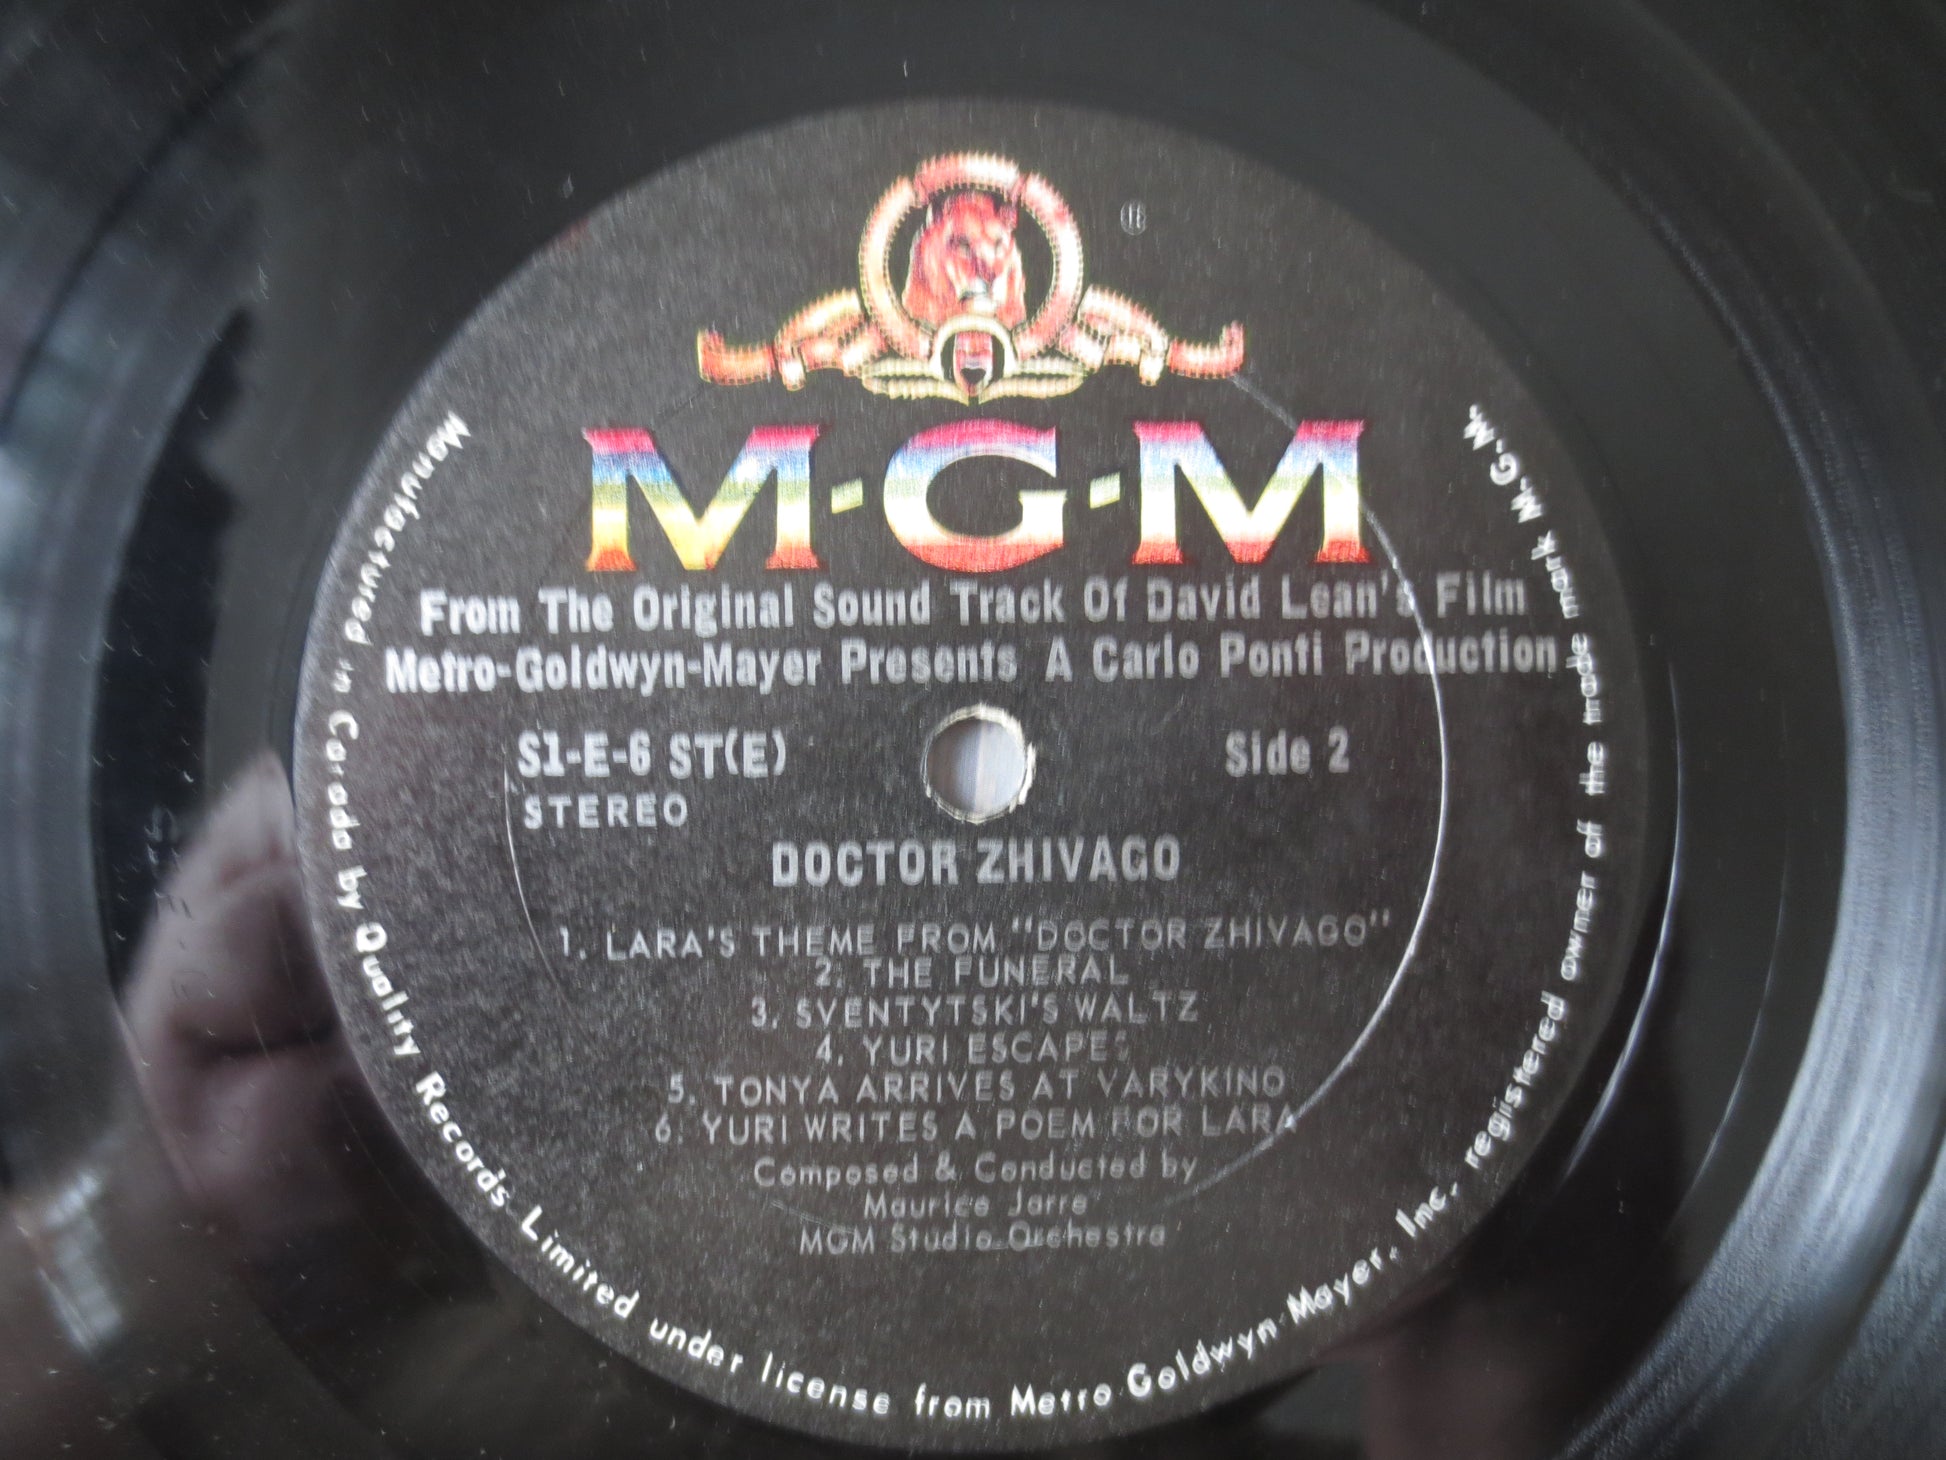 M-G-M
From The Original Sound Track Of David Lean's Film
Metro-Goldwyn-Mayer Presents A Carlo Ponti Production
S1-E-6 ST(E)
Side 2
STEREO
DOCTOR ZHIVAGO
1. LARA'S THEME FROM "DOCTOR ZHIVAGO"
2. THE FUNERAL
3. SVENTYTSKI'S WALTZ
4. YURI ESCAPES
5. TONYA ARRIVES AT VARYKINO
6. YURI WRITES A POEM FOR LARA
Composed & Conducted by
Maurice Jarre
MGM Studio Orchestra
Manufactured in Canada by Quality Records Limited under license from Metro Goldwyn-Mayer, Inc. registered owner of the trade mark M.G.M.